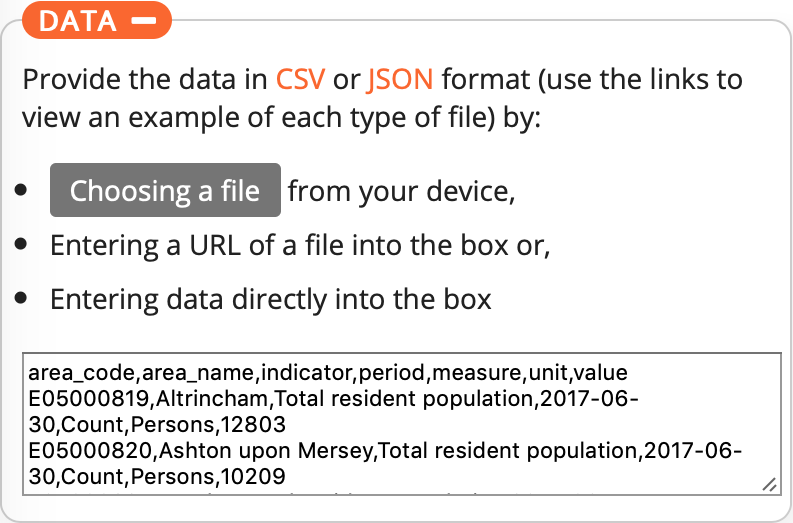 DATA
Provide the data in CSV or JSON format (use the links to
view an example of each type of file) by:
Choosing a file from your device,
Entering a URL of a file into the box or,
Entering data directly into the box
area_code,area_name,indicator,period,measure,unit,value
E05000819,Altrincham,Total resident population,2017-06-
30,Count,Persons,12803
E05000820,Ashton upon Mersey,Total resident population,2017-06-
30,Count,Persons,10209